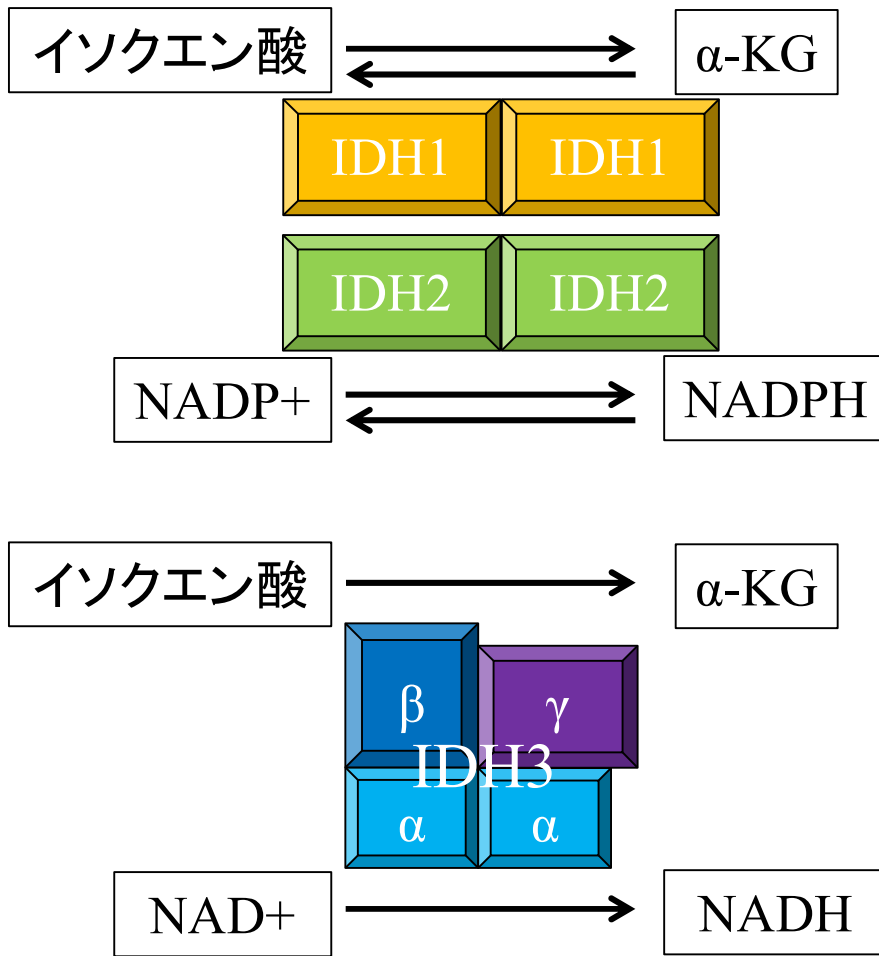 イソクエン酸
α-KG
IDH1
IDH1
IDH2
IDH2
NADP+
NADPH
イソクエン酸
α-KG
β
γ
IDH3
α
α
NAD+
NADH